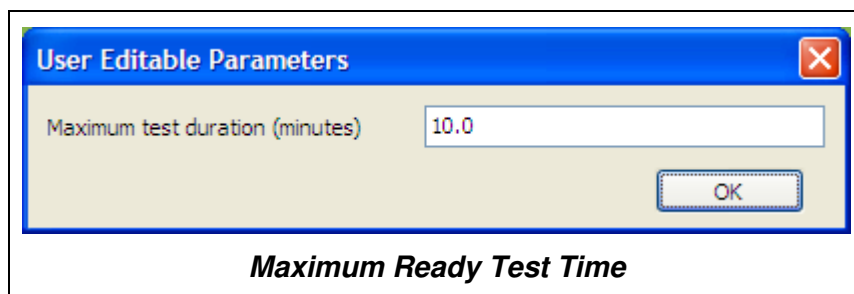 User Editable Parameters
Maximum test duration (minutes) 10.0
OK
Maximum Ready Test Time